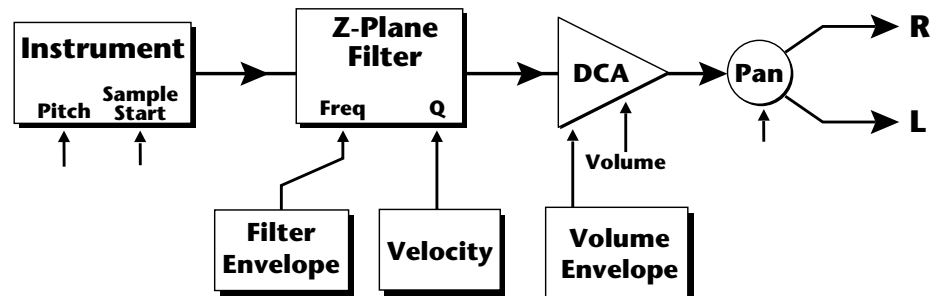 Instrument
Pitch
Sample
Start
Z-Plane
Filter
Freq
Q
DCA
Volume
Pan
R
L
Filter
Envelope
Velocity
Volume
Envelope